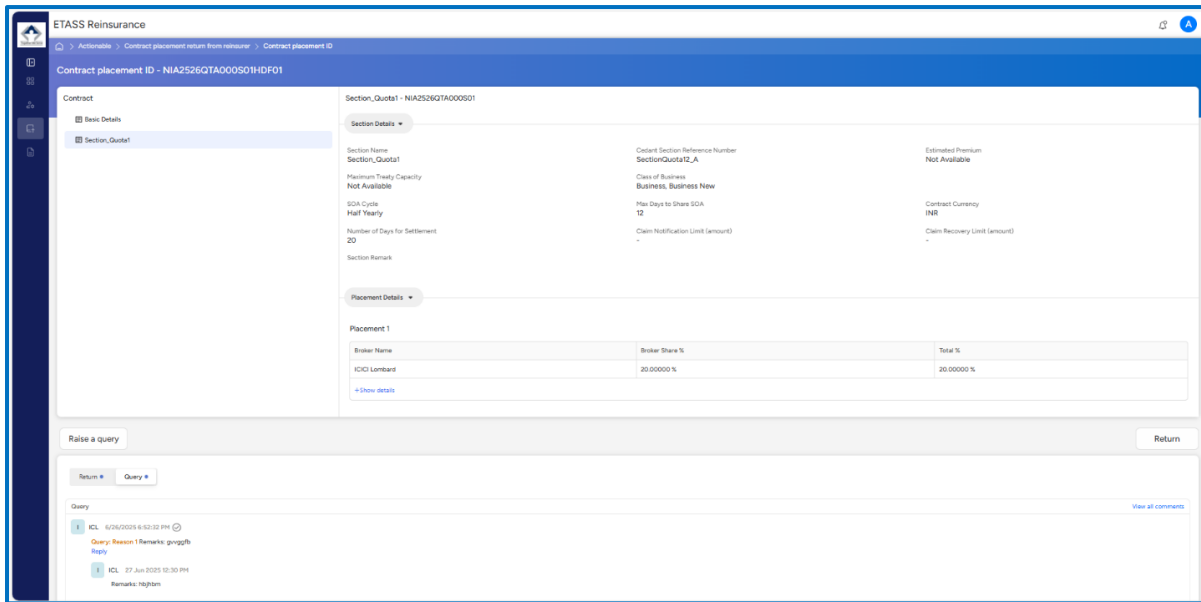 ETASS Reinsurance
A
> Actionable > Contract placement return from reinsurer > Contract placement ID
Contract placement ID - NIA2526QTA000S01HDF01
Contract
Basic Details
Section_Quota1
Section_Quota1 - NIA2526QTA000S01
Section Details
Section Name Cedant Section Reference Number Estimated Premium
Section_Quota1 SectionQuota12_A Not Available
Maximum Treaty Capacity Class of Business
Not Available Business, Business New
SOA Cycle Max Days to Share SOA Contract Currency
Half Yearly 12 INR
Number of Days for Settlement Claim Notification Limit (amount) Claim Recovery Limit (amount)
20 - -
Section Remark
Placement Details
Placement 1
Broker Name Broker Share % Total %
ICICI Lombard 20.00000 % 20.00000 %
+Show details
Raise a query Return
Return Query
Query View all comments
I ICL 6/26/2025 6:52:32 PM
Query: Reason 1 Remarks: gvvggfb
Reply
I ICL 27 Jun 2025 12:30 PM
Remarks: hbjhbm